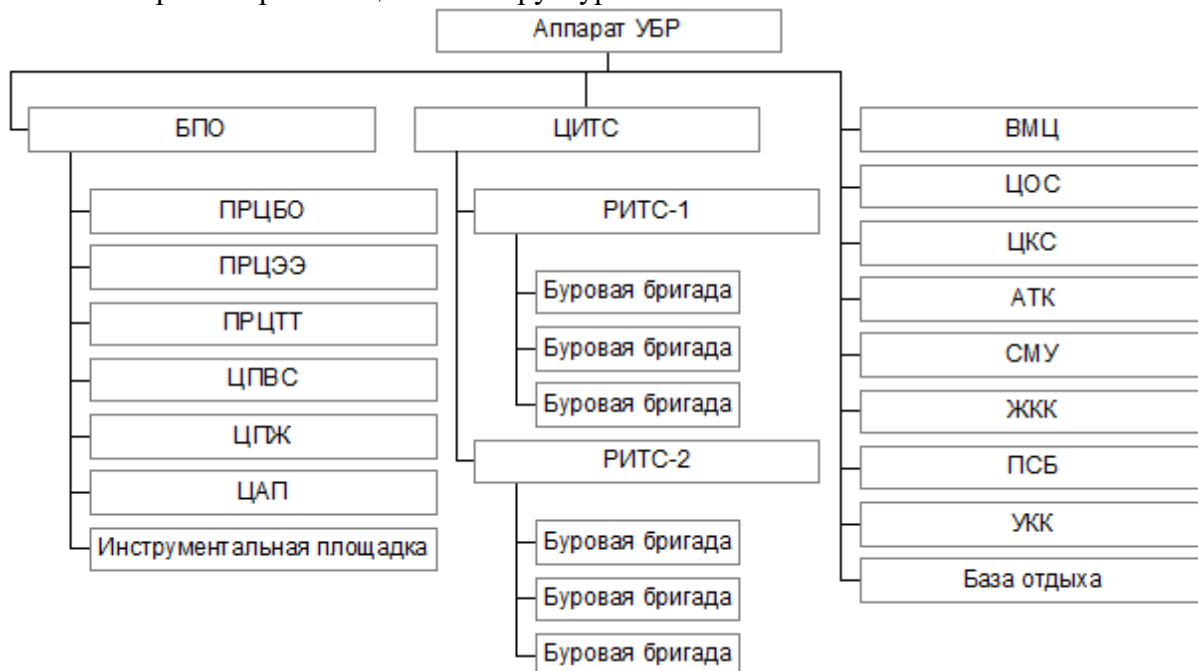 Аппарат УБР
БПО
ПРЦБО
ПРЦЭЭ
ПРЦТТ
ЦПВС
ЦПЖ
ЦАП
Инструментальная площадка
ЦИТС
РИТС-1
Буровая бригада
Буровая бригада
Буровая бригада
РИТС-2
Буровая бригада
Буровая бригада
Буровая бригада
ВМЦ
ЦОС
ЦКС
АТК
СМУ
ЖКК
ПСБ
УКК
База отдыха